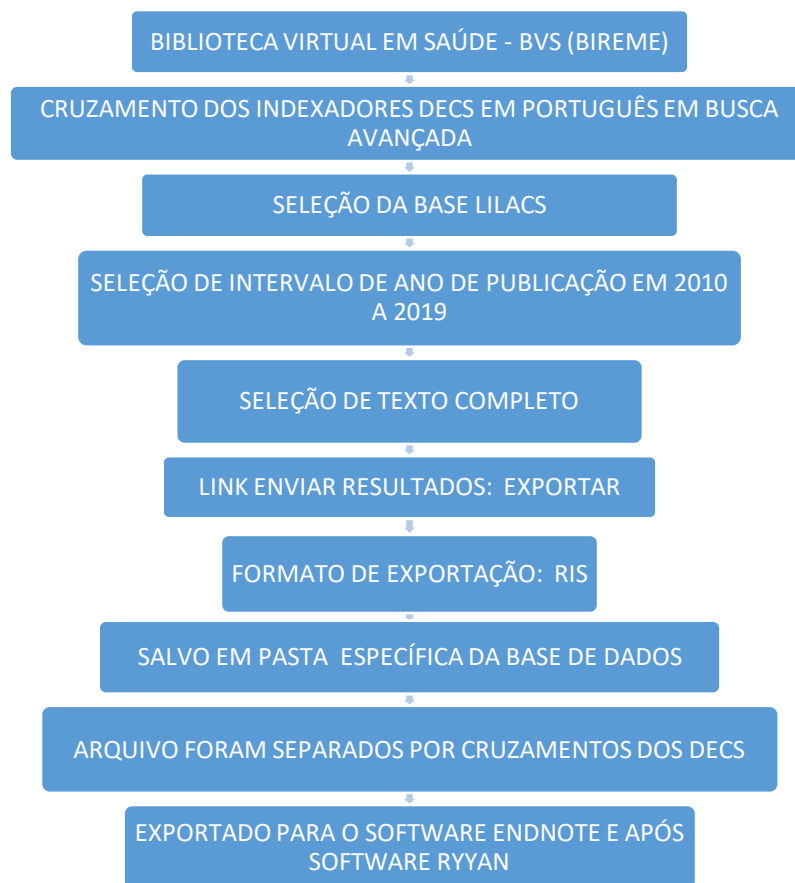 BIBLIOTECA VIRTUAL EM SAÚDE - BVS (BIREME)
CRUZAMENTO DOS INDEXADORES DECS EM PORTUGUÊS EM BUSCA
AVANÇADA
SELEÇÃO DA BASE LILACS
SELEÇÃO DE INTERVALO DE ANO DE PUBLICAÇÃO EM 2010
A 2019
SELEÇÃO DE TEXTO COMPLETO
LINK ENVIAR RESULTADOS: EXPORTAR
FORMATO DE EXPORTAÇÃO: RIS
SALVO EM PASTA ESPECÍFICA DA BASE DE DADOS
ARQUIVO FORAM SEPARADOS POR CRUZAMENTOS DOS DECS
EXPORTADO PARA O SOFTWARE ENDNOTE E APÓS
SOFTWARE RYYAN